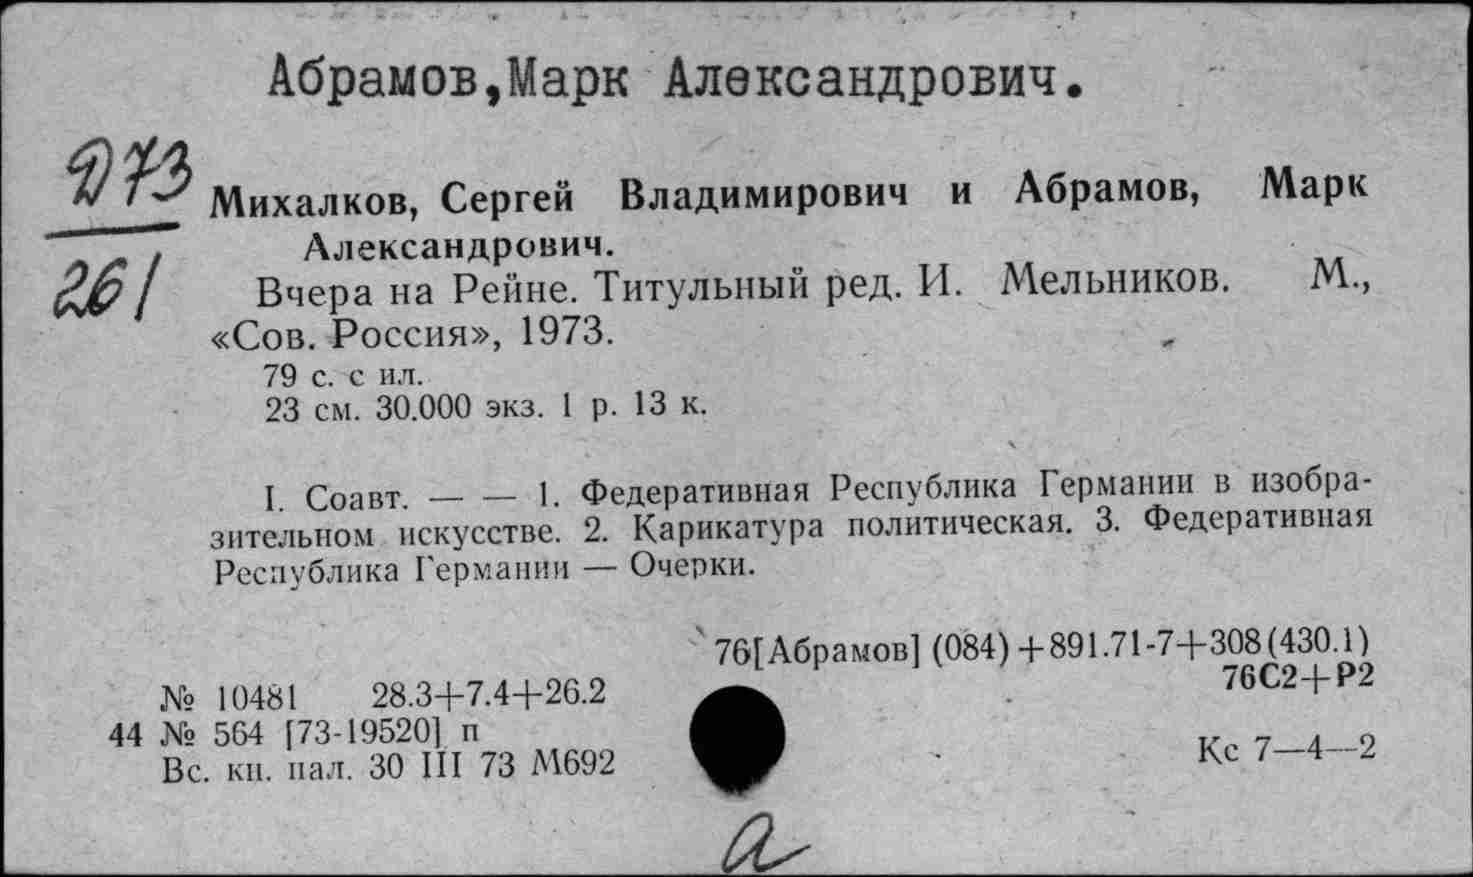 Абрамов,Марк Александрович.
Михалков, Сергей Владимирович и Абрамов, Марк
Александрович.
Вчера на Рейне. Титульный ред. И. Мельников. М.,
«Сов. Россия», 1973.
79 с. с ил.
23 см. 30.000 экз. 1 р. 13 к.
261
I. Соавт. — — 1. Федеративная Республика Германии в изобра-
зительном искусстве. 2. Карикатура политическая. 3. Федеративная
Республика Германии — Очерки.
76[Абрамов] (084)+891.71-7+308(430.1)
76С2+Р2
№ 10481 28.3+7.4+26.2
44 № 564 [73-19520] п
Вс. кн. пал. 30 III 73 М692
Кс 7—4—2
а